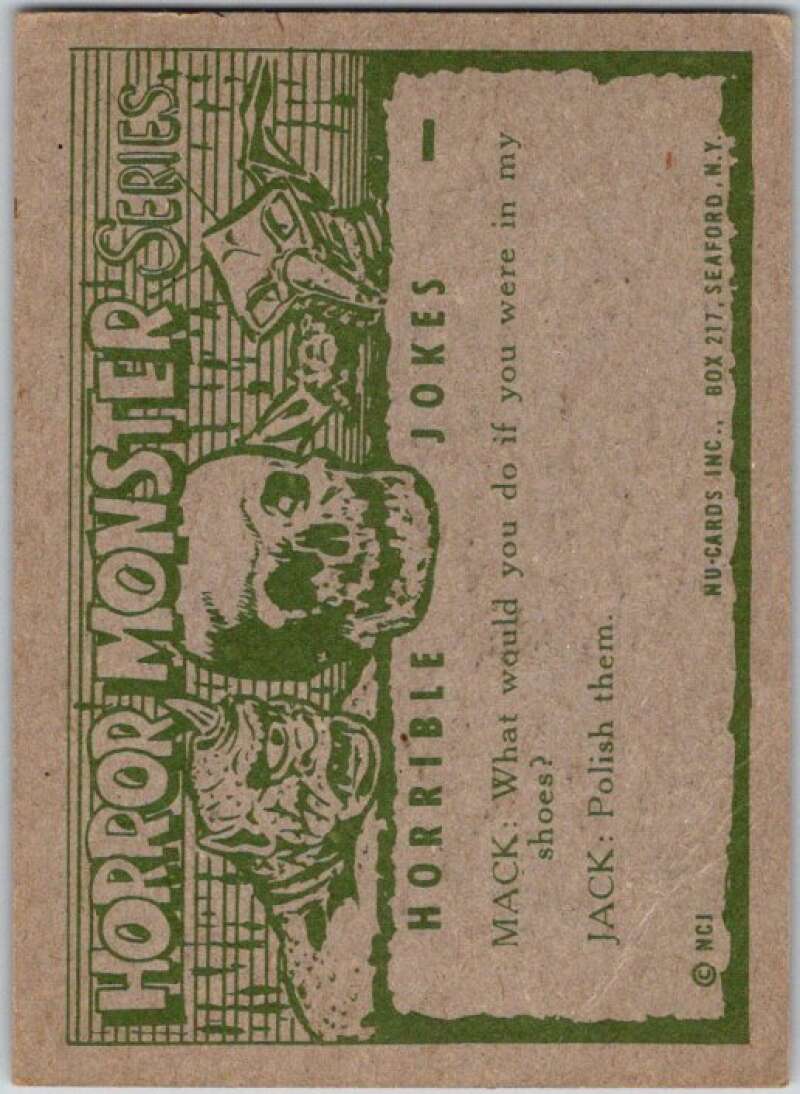 HORROR MONSTER SERIES
HORRIBLE JOKES 1
MACK: What would you do if you were in my
shoes?
JACK: Polish them.
© NCI NU-CARDS INC., BOX 217, SEAFORD, N.Y.